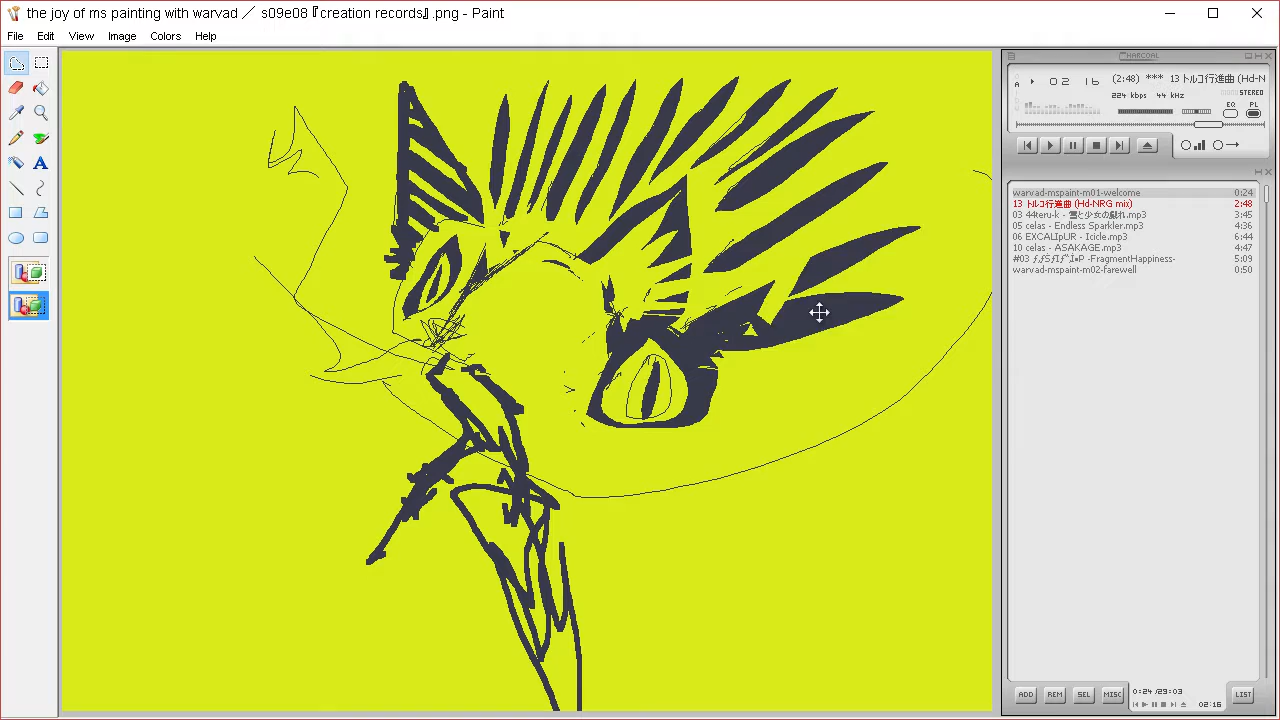 the joy of ms painting with warvad ／ s09e08『creation records』.png - Paint
File Edit View Image Colors Help
CHARCOAL
02 16 (2:48) *** 13 トルコ行進曲 (Hd-N
224 kbps 44 kHz STEREO
EQ PL
warvad-mspaint-m01-welcome 0:24
13 トルコ行進曲 (Hd-NRG mix) 2:48
03 44teru-k - 雪と少女の戯れ.mp3 3:45
05 celas - Endless Sparkler.mp3 4:36
06 EXCALIpUR - Icicle.mp3 6:44
10 celas - ASAKAGE.mp3 4:47
-FragmentHappiness- 5:09
warvad-mspaint-m02-farewell 0:50
ADD REM SEL MISC 0:24 /29:03 02:16 LIST